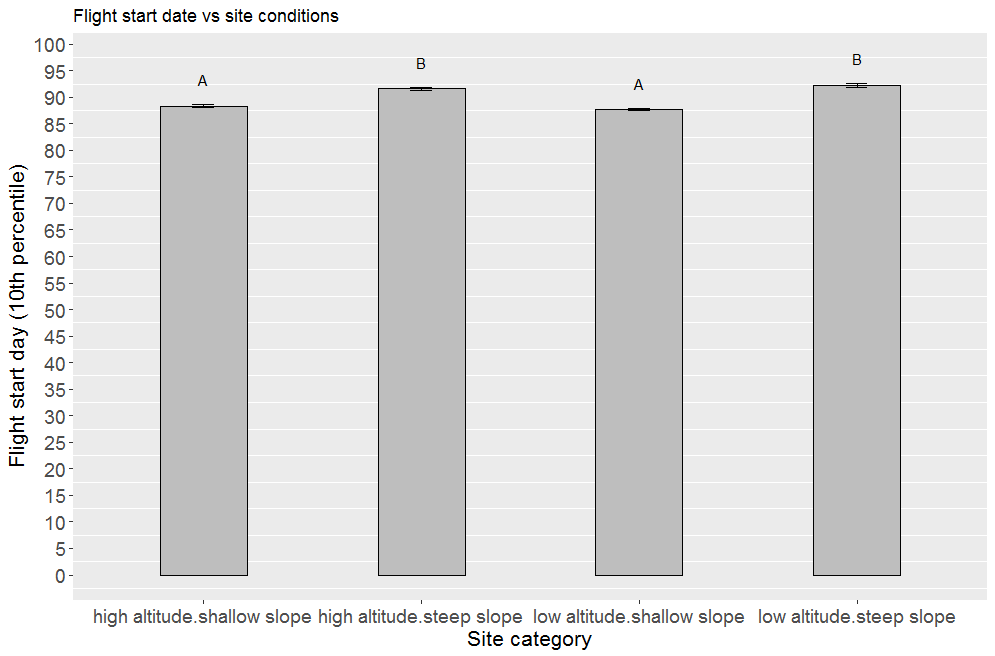 Flight start date vs site conditions
100
95
90
85
80
75
70
65
60
55
50
45
40
35
30
25
20
15
10
5
0
Flight start day (10th percentile)
A
B
A
B
high altitude.shallow slope
high altitude.steep slope
low altitude.shallow slope
low altitude.steep slope
Site category